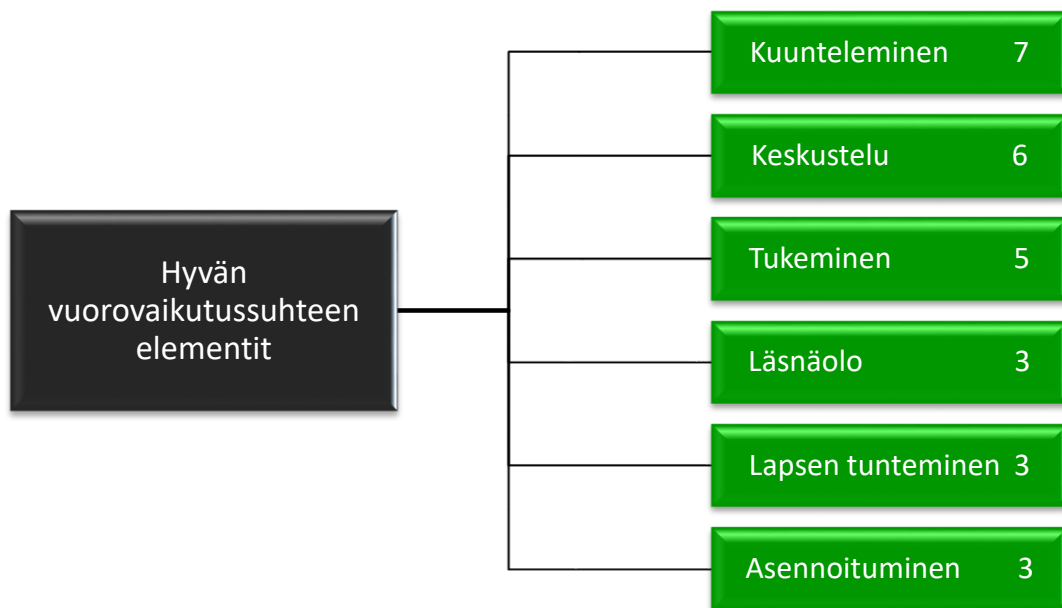 Kuunteleminen 7
Keskustelu 6
Tukeminen 5
Hyvän
vuorovaikutussuhteen
elementit
Läsnäolo 3
Lapsen tunteminen 3
Asennoituminen 3